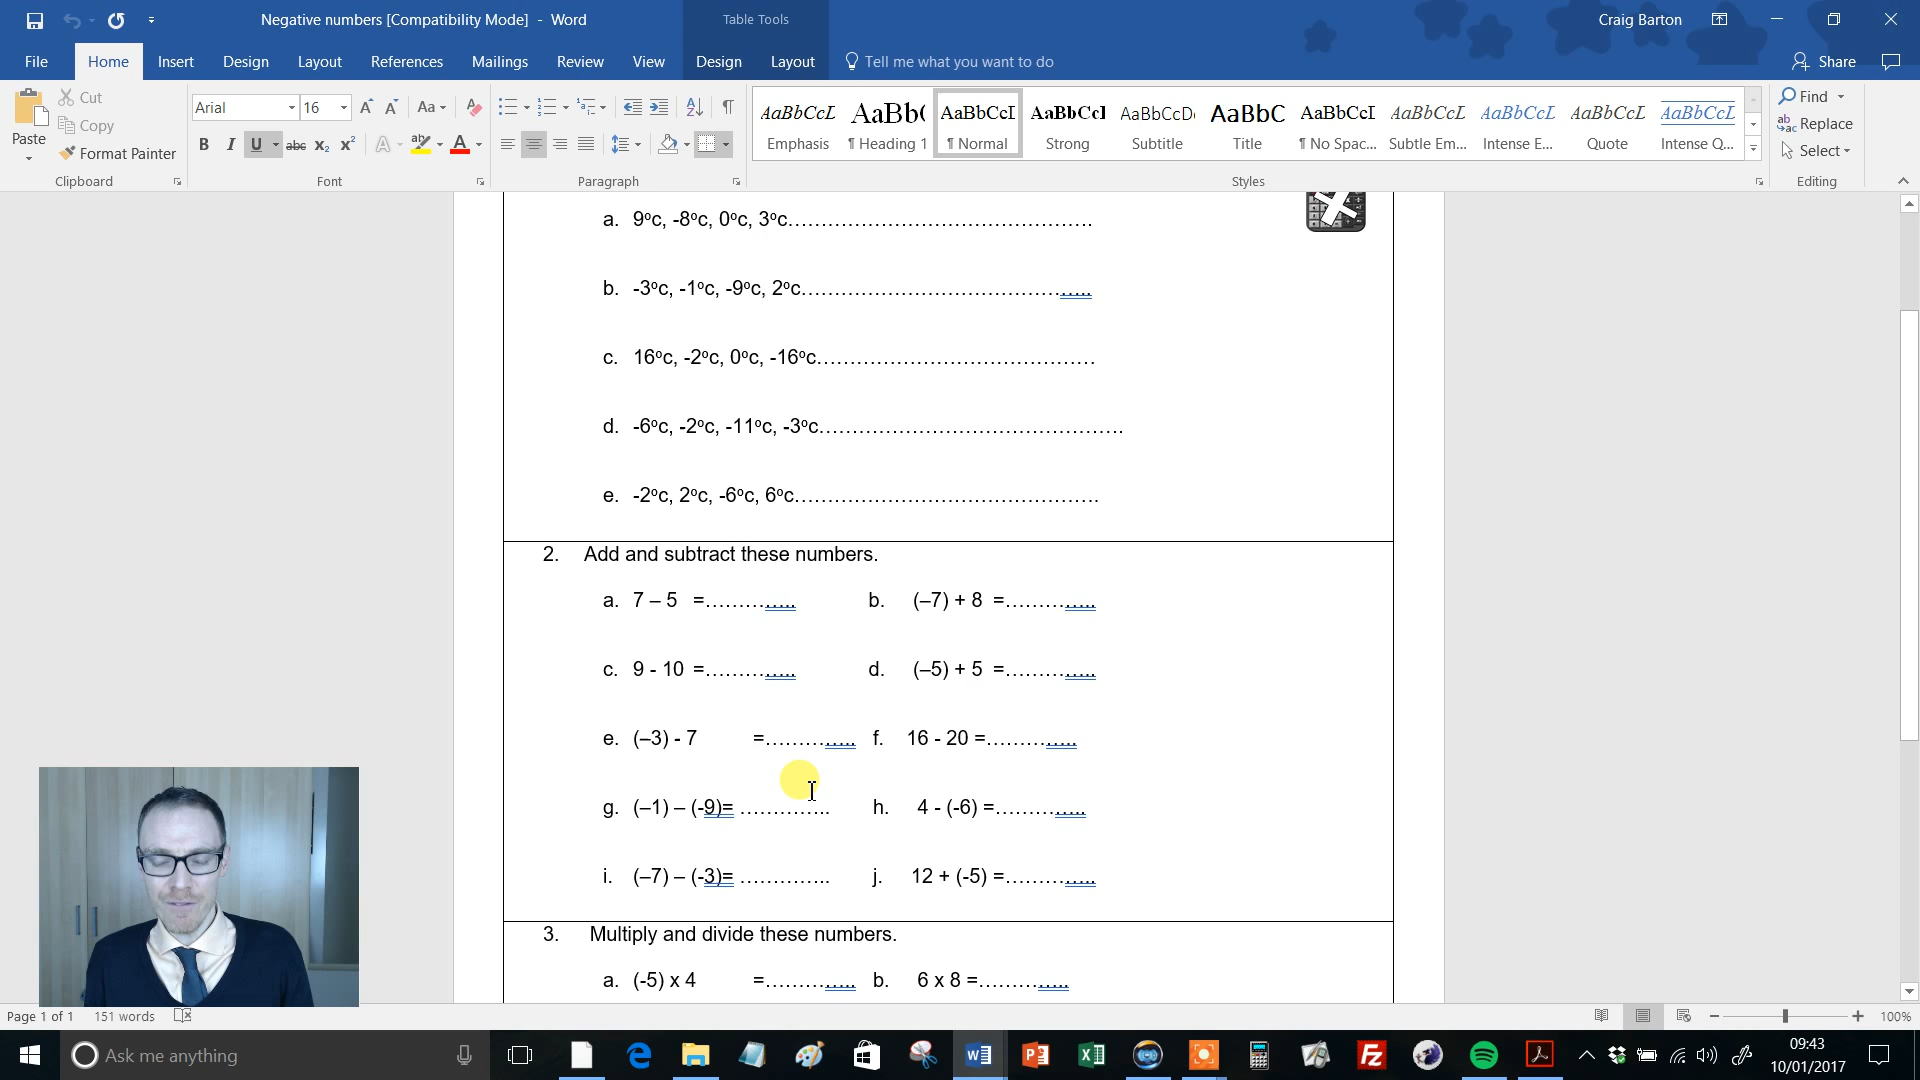 Negative numbers [Compatibility Mode] - Word
Table Tools
Craig Barton
File Home Insert Design Layout References Mailings Review View Design Layout Tell me what you want to do
Share
Paste
Cut
Copy
Format Painter
Clipboard
Arial 16
Font
Paragraph
AaBbCcL AaBb( AaBbCcI AaBbCcI AaBbCcD AaBbC AaBbCcI AaBbCcL AaBbCcL AaBbCcL AaBbCcL
Emphasis ¶ Heading 1 ¶ Normal Strong Subtitle Title ¶ No Spac... Subtle Em... Intense E... Quote Intense Q...
Styles
Find
Replace
Select
Editing
a. 9ºc, -8ºc, 0ºc, 3ºc……………………………………………….
b. -3ºc, -1ºc, -9ºc, 2ºc……………………………………………
c. 16ºc, -2ºc, 0ºc, -16ºc……………………………………………
d. -6ºc, -2ºc, -11ºc, -3ºc……………………………………………….
e. -2ºc, 2ºc, -6ºc, 6ºc……………………………………………….
2. Add and subtract these numbers.
a. 7 – 5 =…………… b. (–7) + 8 =……………
c. 9 - 10 =…………… d. (–5) + 5 =……………
e. (–3) - 7 =…………… f. 16 - 20 =……………
g. (–1) – (-9)= ………….. h. 4 - (-6) =……………
i. (–7) – (-3)= ………….. j. 12 + (-5) =……………
3. Multiply and divide these numbers.
a. (-5) x 4 =…………… b. 6 x 8 =……………
Page 1 of 1 151 words
100%
Ask me anything
09:43
10/01/2017